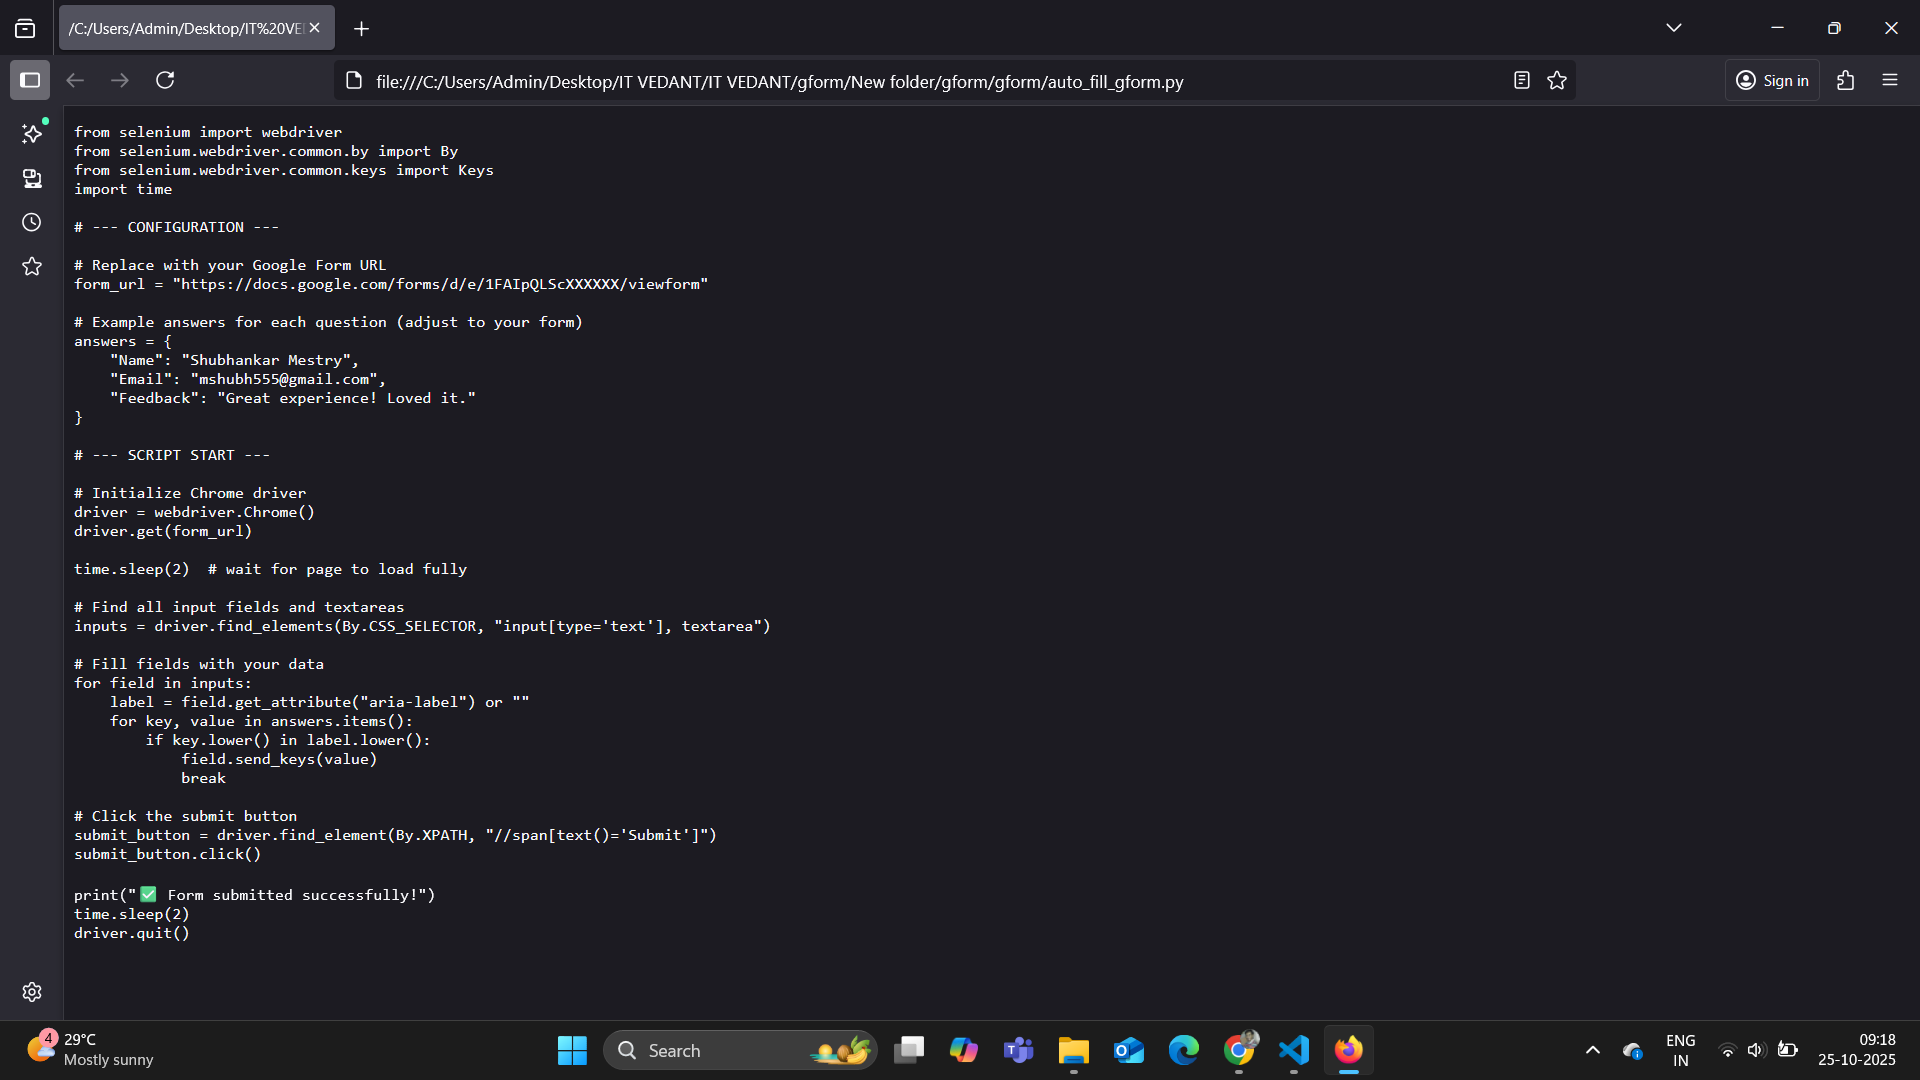 /C:/Users/Admin/Desktop/IT%20VE
file:///C:/Users/Admin/Desktop/IT VEDANT/IT VEDANT/gform/New folder/gform/gform/auto_fill_gform.py
Sign in
from selenium import webdriver
from selenium.webdriver.common.by import By
from selenium.webdriver.common.keys import Keys
import time
# --- CONFIGURATION ---
# Replace with your Google Form URL
form_url = "https://docs.google.com/forms/d/e/1FAIpQLScXXXXXX/viewform"
# Example answers for each question (adjust to your form)
answers = {
    "Name": "Shubhankar Mestry",
    "Email": "mshubh555@gmail.com",
    "Feedback": "Great experience! Loved it."
}
# --- SCRIPT START ---
# Initialize Chrome driver
driver = webdriver.Chrome()
driver.get(form_url)
time.sleep(2)  # wait for page to load fully
# Find all input fields and textareas
inputs = driver.find_elements(By.CSS_SELECTOR, "input[type='text'], textarea")
# Fill fields with your data
for field in inputs:
    label = field.get_attribute("aria-label") or ""
    for key, value in answers.items():
        if key.lower() in label.lower():
            field.send_keys(value)
            break
# Click the submit button
submit_button = driver.find_element(By.XPATH, "//span[text()='Submit']")
submit_button.click()
print("✅ Form submitted successfully!")
time.sleep(2)
driver.quit()
4
29°C
Mostly sunny
Search
ENG
IN
09:18
25-10-2025